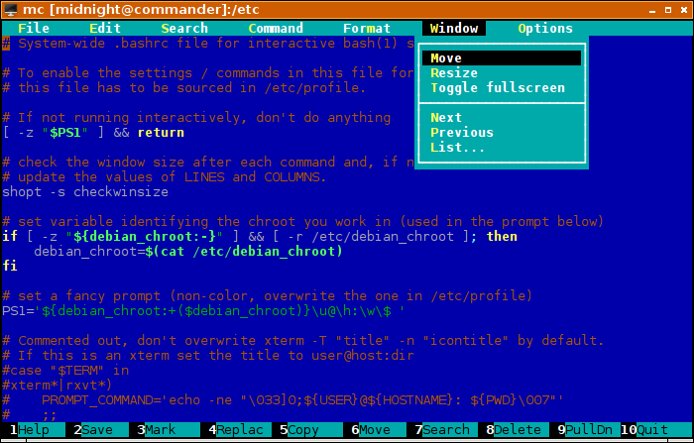 mc [midnight@commander]:/etc
File Edit Search Command Format Window Options
# System-wide .bashrc file for interactive bash(1) s
Move
# To enable the settings / commands in this file for
Resize
# this file has to be sourced in /etc/profile.
Toggle fullscreen
# If not running interactively, don't do anything
Next
[ -z "$PS1" ] && return
Previous
# check the window size after each command and, if n
List...
# update the values of LINES and COLUMNS.
shopt -s checkwinsize
# set variable identifying the chroot you work in (used in the prompt below)
if [ -z "${debian_chroot:-}" ] && [ -r /etc/debian_chroot ]; then
    debian_chroot=$(cat /etc/debian_chroot)
fi
# set a fancy prompt (non-color, overwrite the one in /etc/profile)
PS1='${debian_chroot:+($debian_chroot)}\u@\h:\w\$ '
# Commented out, don't overwrite xterm -T "title" -n "icontitle" by default.
# If this is an xterm set the title to user@host:dir
#case "$TERM" in
#xterm*|rxvt*)
#    PROMPT_COMMAND='echo -ne "\033]0;${USER}@${HOSTNAME}: ${PWD}\007"'
#    ;;
1Help 2Save 3Mark 4Replac 5Copy 6Move 7Search 8Delete 9PullDn 10Quit